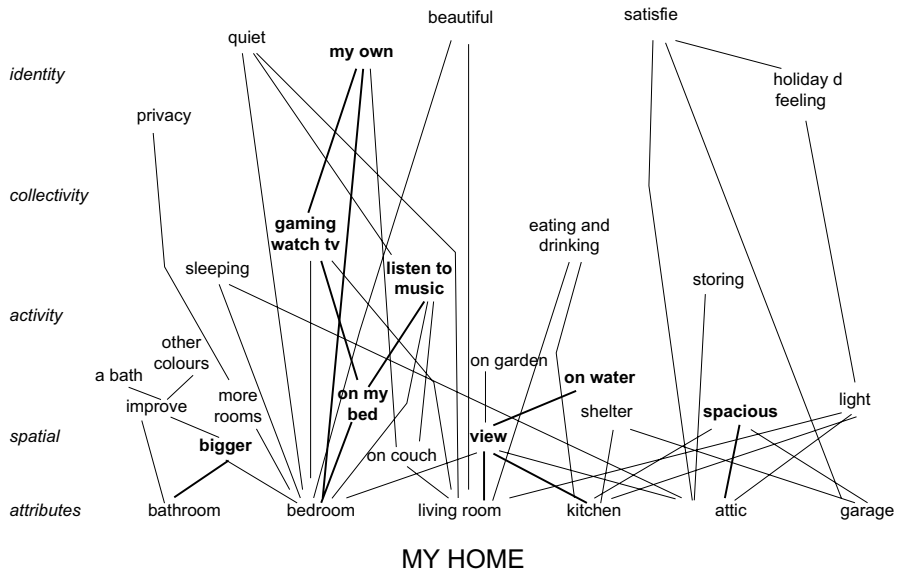 beautiful
satisfie
quiet
my own
identity
holiday d
feeling
privacy
collectivity
gaming
watch tv
eating and
drinking
sleeping
listen to
music
storing
activity
other
colours
on garden
a bath
on water
more
rooms
on my
bed
improve
shelter
spacious
light
spatial
bigger
view
on couch
attributes
bathroom
bedroom
living room
kitchen
attic
garage
MY HOME